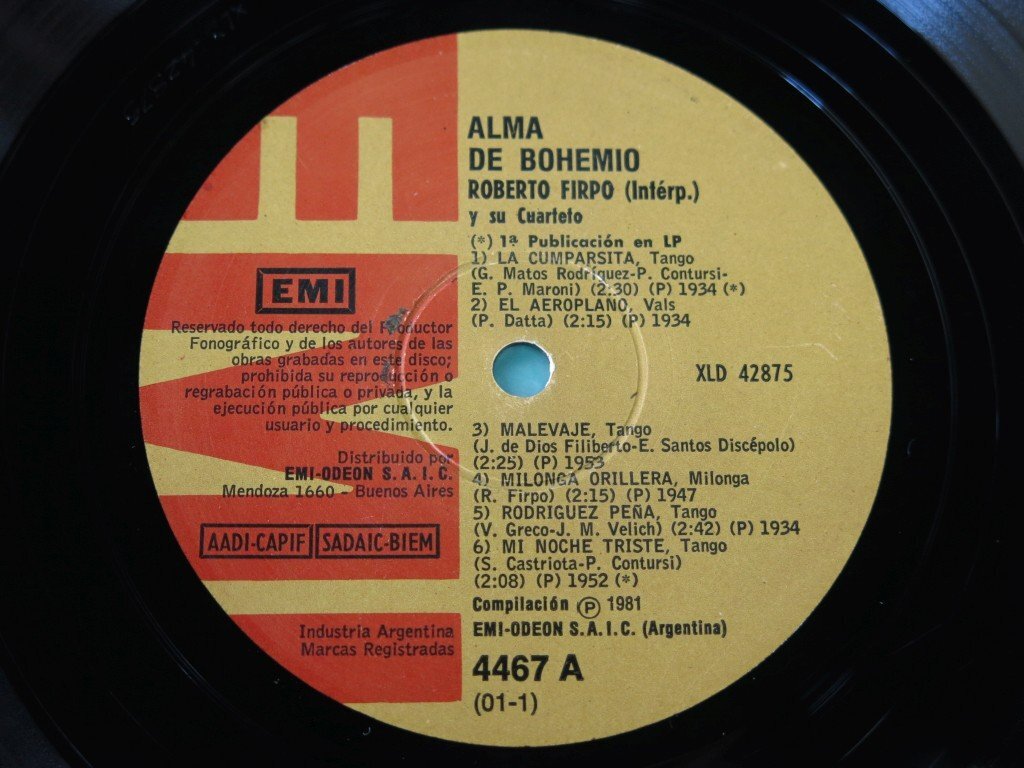 ALMA
DE BOHEMIO
ROBERTO FIRPO (Intérp.)
y su Cuarteto
(*) 1ª Publicación en LP
1) LA CUMPARSITA, Tango
(G. Matos Rodríguez-P. Contursi-
E. P. Maroni) (2:30) (P) 1934 (*)
2) EL AEROPLANO, Vals
(P. Datta) (2:15) (P) 1934
XLD 42875
3) MALEVAJE, Tango
(J. de Dios Filiberto-E. Santos Discépolo)
(2:25) (P) 1953
4) MILONGA ORILLERA, Milonga
(R. Firpo) (2:15) (P) 1947
5) RODRIGUEZ PEÑA, Tango
(V. Greco-J. M. Velich) (2:42) (P) 1934
6) MI NOCHE TRISTE, Tango
(S. Castriota-P. Contursi)
(2:08) (P) 1952 (*)
Compilación Ⓟ 1981
EMI-ODEON S.A.I.C. (Argentina)
4467 A
(01-1)
EMI
EMI
Reservado todo derecho del Productor
Fonográfico y de los autores de las
obras grabadas en este disco;
prohibida su reproducción o
regrabación pública o privada, y la
ejecución pública por cualquier
usuario y procedimiento.
Distribuido por
EMI-ODEON S.A.I.C.
Mendoza 1660 - Buenos Aires
AADI-CAPIF SADAIC-BIEM
Industria Argentina
Marcas Registradas